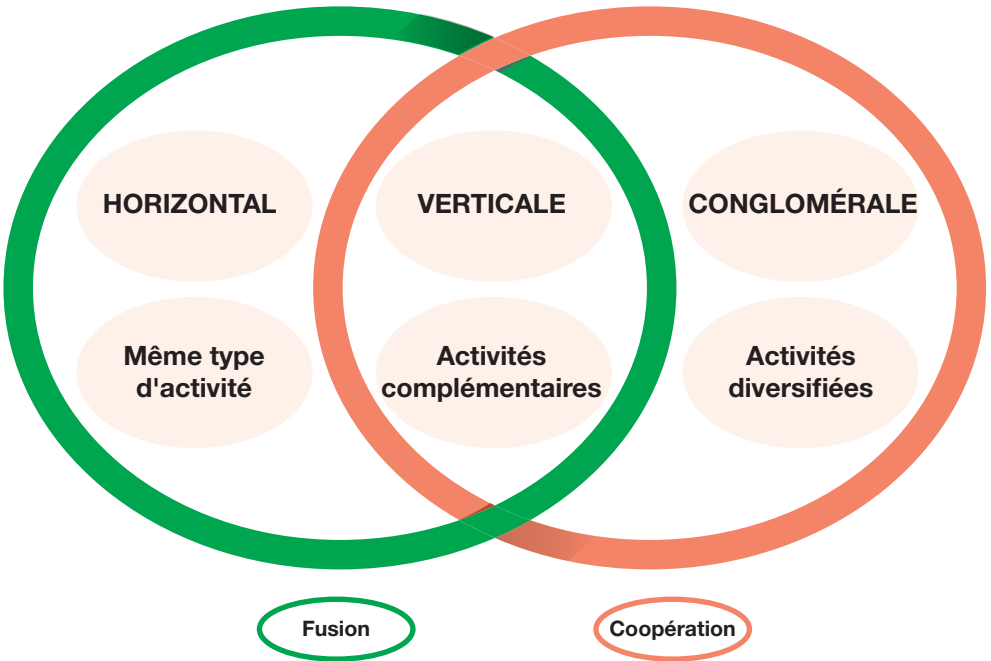 HORIZONTAL
VERTICALE
CONGLOMÉRALE
Même type
d'activité
Activités
complémentaires
Activités
diversifiées
Fusion
Coopération